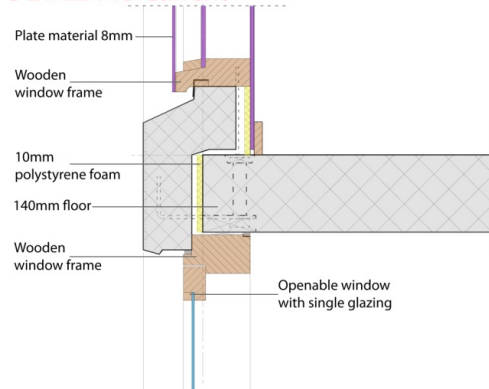 Plate material 8mm
Wooden
window frame
10mm
polystyrene foam
140mm floor
Wooden
window frame
Openable window
with single glazing